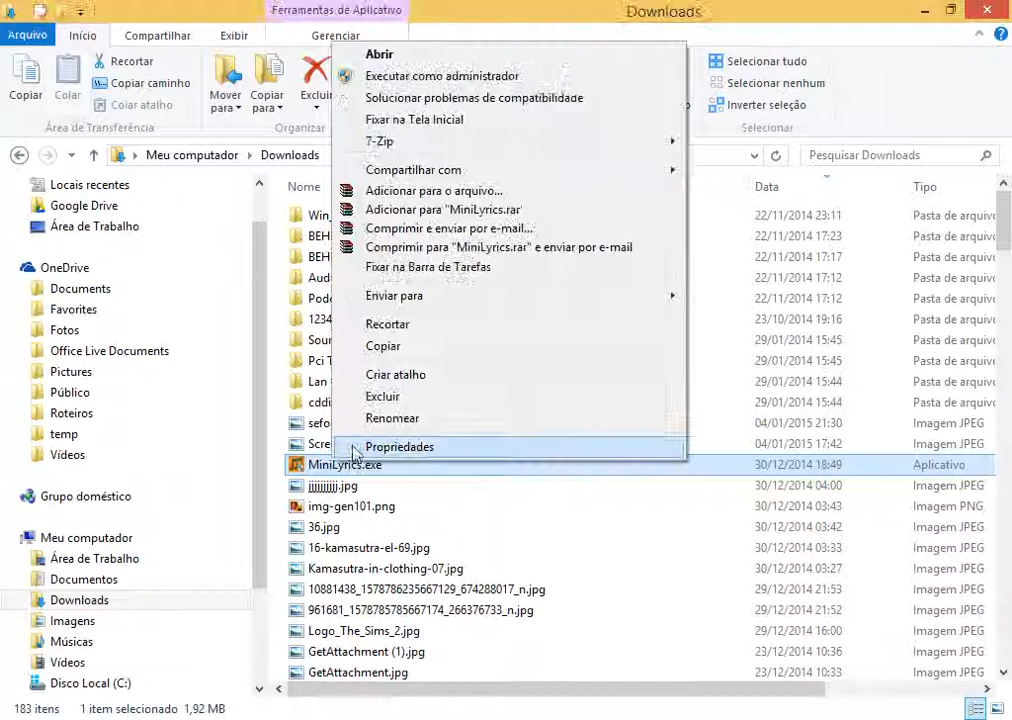 Ferramentas de Aplicativo
Downloads
Arquivo
Início
Compartilhar
Exibir
Gerenciar
Copiar
Colar
Recortar
Copiar caminho
Copiar atalho
Área de Transferência
Mover para
Copiar para
Excluir
Organizar
Selecionar tudo
Selecionar nenhum
Inverter seleção
Selecionar
Meu computador
Downloads
Pesquisar Downloads
Locais recentes
Google Drive
Área de Trabalho
OneDrive
Documents
Favorites
Fotos
Office Live Documents
Pictures
Público
Roteiros
temp
Vídeos
Grupo doméstico
Meu computador
Área de Trabalho
Documentos
Downloads
Imagens
Músicas
Vídeos
Disco Local (C:)
Abrir
Executar como administrador
Solucionar problemas de compatibilidade
Fixar na Tela Inicial
7-Zip
Compartilhar com
Adicionar para o arquivo...
Adicionar para "MiniLyrics.rar"
Comprimir e enviar por e-mail...
Comprimir para "MiniLyrics.rar" e enviar por e-mail
Fixar na Barra de Tarefas
Enviar para
Recortar
Copiar
Criar atalho
Excluir
Renomear
Propriedades
Nome Data Tipo
Win_ 22/11/2014 23:11 Pasta de arquivo
BEH 22/11/2014 17:23 Pasta de arquivo
BEH 22/11/2014 17:17 Pasta de arquivo
Aud 22/11/2014 17:12 Pasta de arquivo
Pod 22/11/2014 17:12 Pasta de arquivo
1234 23/10/2014 19:16 Pasta de arquivo
Sour 29/01/2014 15:45 Pasta de arquivo
Pci T 29/01/2014 15:45 Pasta de arquivo
Lan 29/01/2014 15:44 Pasta de arquivo
cddi 29/01/2014 15:44 Pasta de arquivo
sefo 04/01/2015 21:30 Imagem JPEG
Scre 04/01/2015 17:42 Imagem JPEG
MiniLyrics.exe 30/12/2014 18:49 Aplicativo
30/12/2014 04:00 Imagem JPEG
img-gen101.png 30/12/2014 03:43 Imagem PNG
36.jpg 30/12/2014 03:42 Imagem JPEG
16-kamasutra-el-69.jpg 30/12/2014 03:33 Imagem JPEG
Kamasutra-in-clothing-07.jpg 30/12/2014 03:27 Imagem JPEG
10881438_1578786235667129_674288017_n.jpg 29/12/2014 21:53 Imagem JPEG
961681_1578785785667174_266376733_n.jpg 29/12/2014 21:52 Imagem JPEG
Logo_The_Sims_2.jpg 29/12/2014 16:00 Imagem JPEG
GetAttachment (1).jpg 23/12/2014 10:36 Imagem JPEG
GetAttachment.jpg 23/12/2014 10:33 Imagem JPEG
183 itens 1 item selecionado 1,92 MB